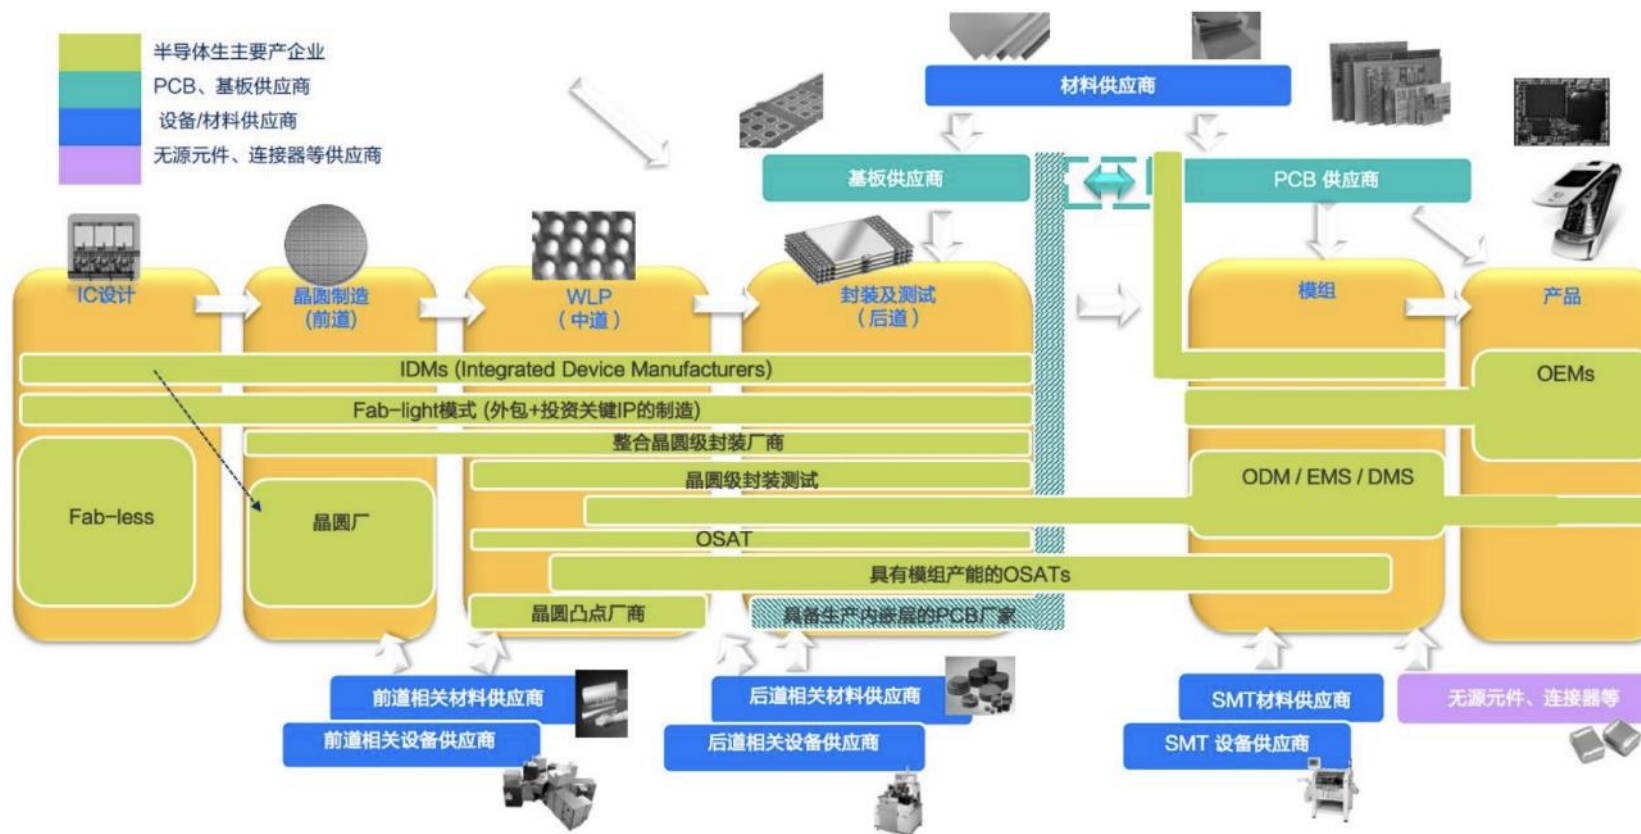 半导体生主要产企业
PCB、基板供应商
设备/材料供应商
无源元件、连接器等供应商
材料供应商
基板供应商
PCB 供应商
IC设计
晶圆制造
(前道)
WLP
(中道)
封装及测试
(后道)
模组
产品
IDMs (Integrated Device Manufacturers)
OEMs
Fab-light模式 (外包+投资关键IP的制造)
整合晶圆级封装厂商
晶圆级封装测试
ODM / EMS / DMS
Fab-less
晶圆厂
OSAT
具有模组产能的OSATs
晶圆凸点厂商
具备生产内嵌层的PCB厂家
前道相关材料供应商
前道相关设备供应商
后道相关材料供应商
后道相关设备供应商
SMT材料供应商
SMT 设备供应商
无源元件、连接器等